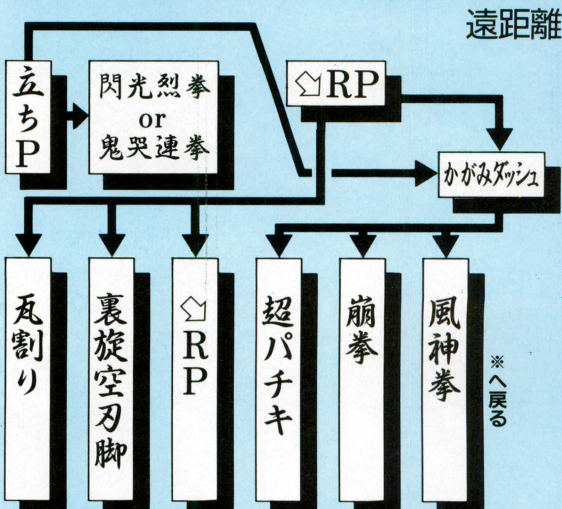 遠距離
立ちP
閃光烈拳
or
鬼哭連拳
⇘RP
かがみダッシュ
瓦割り
裏旋空刃脚
⇘RP
超パチキ
崩拳
風神拳
※へ戻る